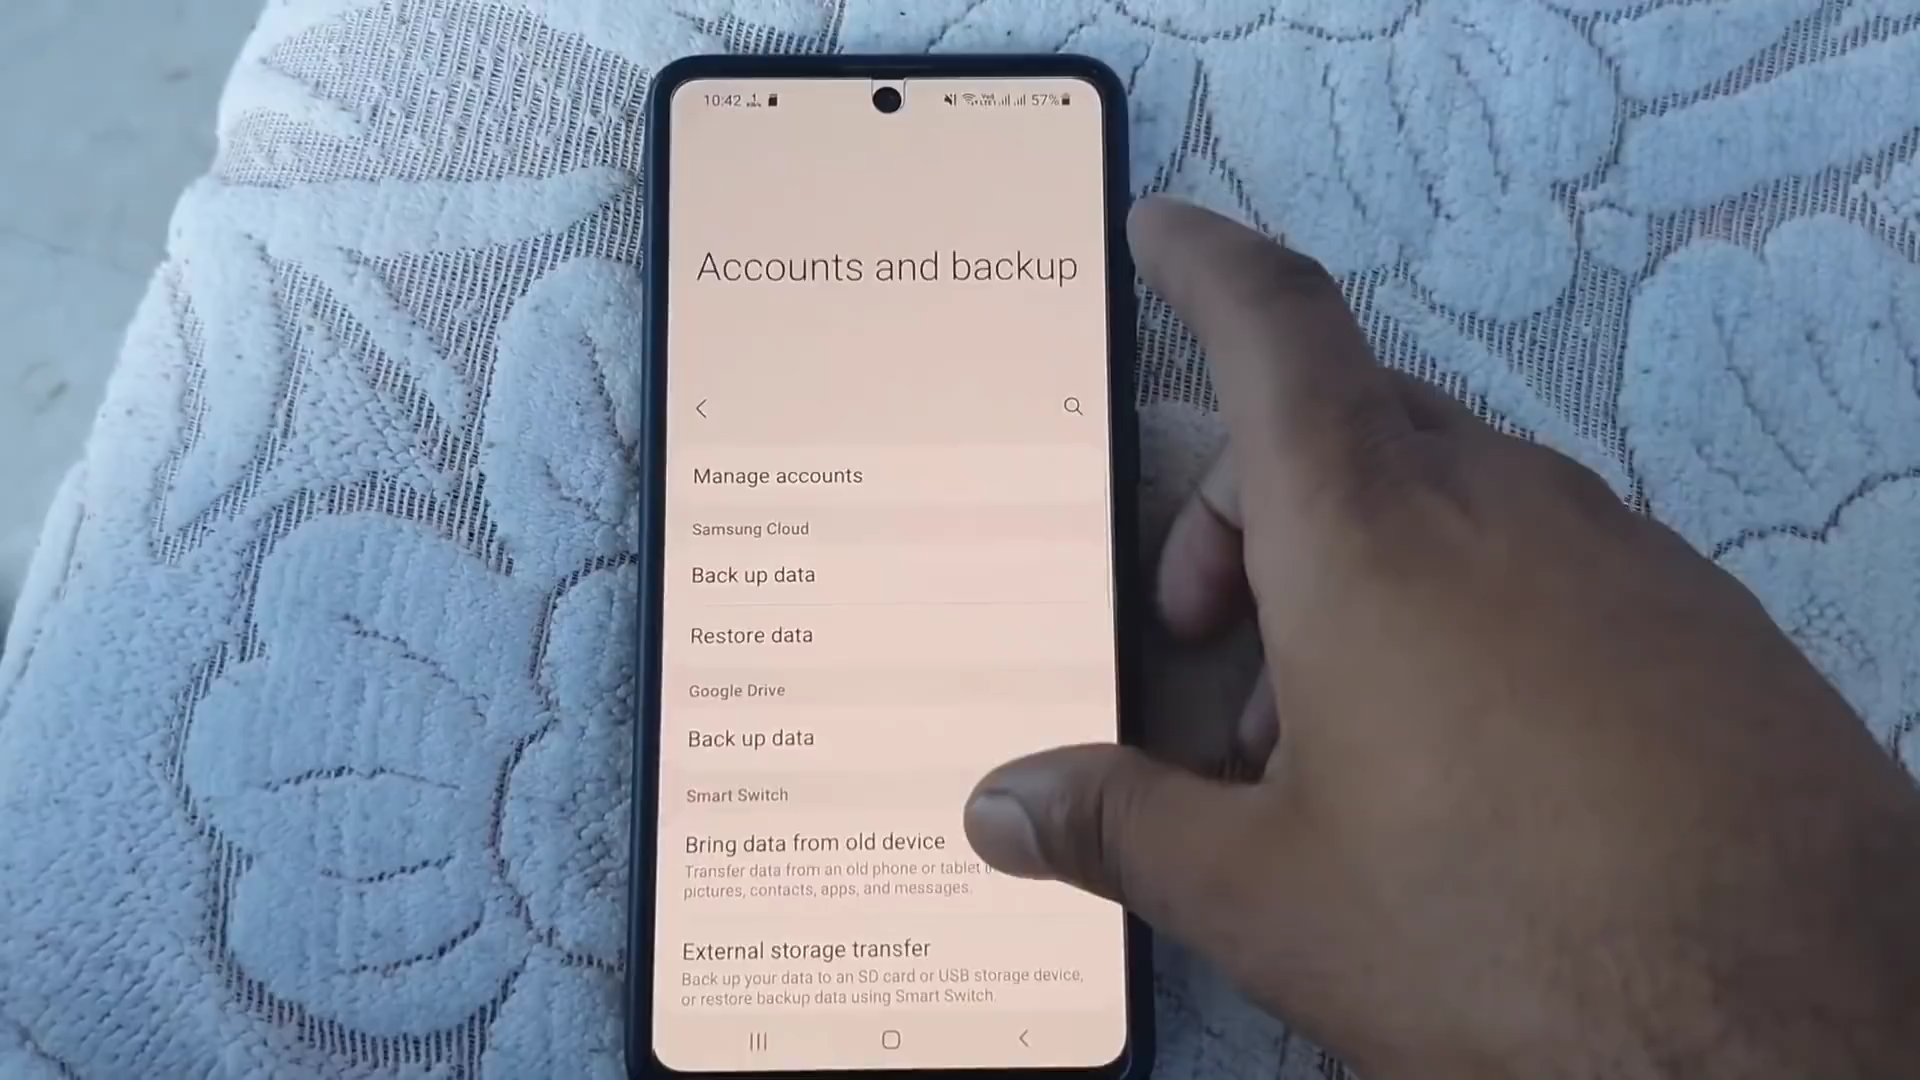 10:42
57%
Accounts and backup
Manage accounts
Samsung Cloud
Back up data
Restore data
Google Drive
Back up data
Smart Switch
Bring data from old device
Transfer data from an old phone or tablet
pictures, contacts, apps, and messages.
External storage transfer
Back up your data to an SD card or USB storage device,
or restore backup data using Smart Switch.